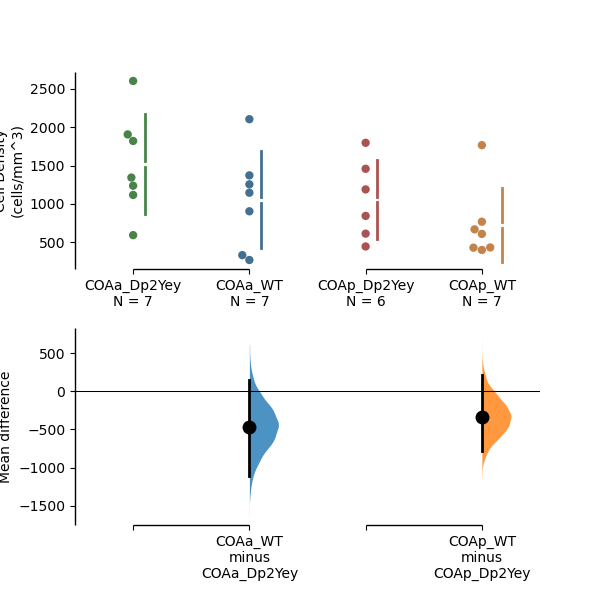 2500
2000
1500
1000
500
Density
(cells/mm^3)
COAa_Dp2Yey
N = 7
COAa_WT
N = 7
COAp_Dp2Yey
N = 6
COAp_WT
N = 7
500
0
−500
−1000
−1500
Mean difference
COAa_WT
minus
COAa_Dp2Yey
COAp_WT
minus
COAp_Dp2Yey